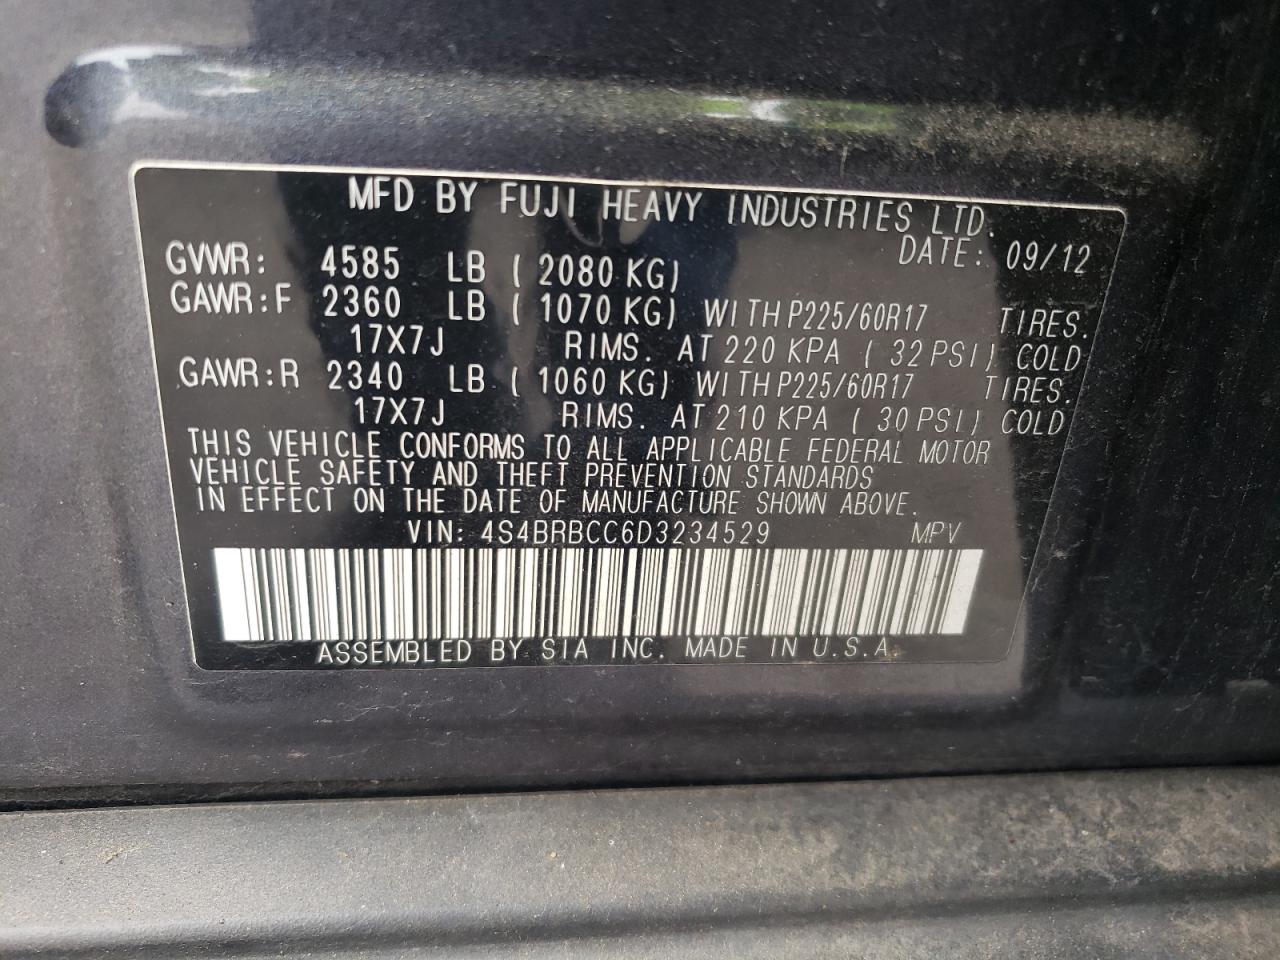 MFD BY FUJI HEAVY INDUSTRIES LTD.
DATE: 09/12
GVWR: 4585 LB ( 2080 KG)
GAWR:F 2360 LB ( 1070 KG) WITH P225/60R17 TIRES.
17X7J RIMS. AT 220 KPA ( 32 PSI) COLD
GAWR:R 2340 LB ( 1060 KG) WITH P225/60R17 TIRES.
17X7J RIMS. AT 210 KPA ( 30 PSI) COLD
THIS VEHICLE CONFORMS TO ALL APPLICABLE FEDERAL MOTOR
VEHICLE SAFETY AND THEFT PREVENTION STANDARDS
IN EFFECT ON THE DATE OF MANUFACTURE SHOWN ABOVE.
VIN: 4S4BRBCC6D3234529 MPV
ASSEMBLED BY SIA INC. MADE IN U.S.A.